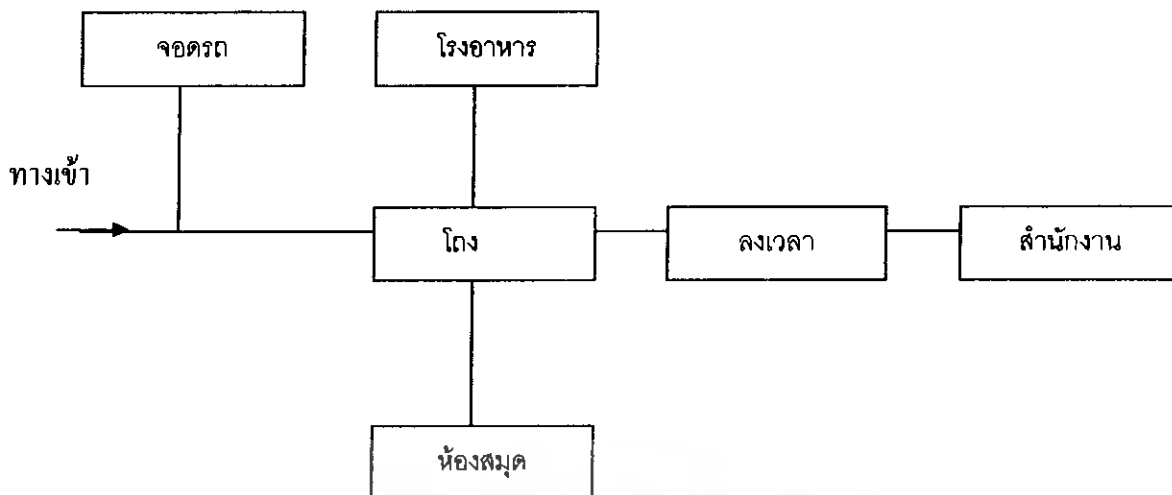 จอดรถ
โรงอาหาร
ทางเข้า
โถง
ลงเวลา
สำนักงาน
ห้องสมุด